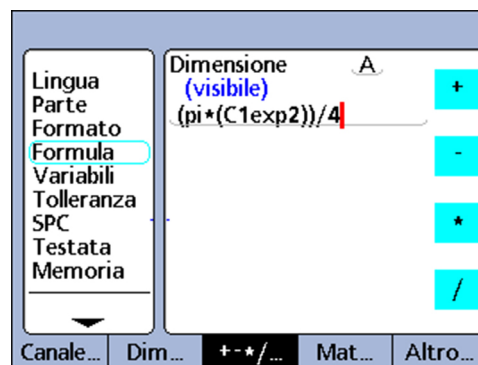 Lingua
Parte
Formato
Formula
Variabili
Tolleranza
SPC
Testata
Memoria
Dimensione A
(visibile)
(pi*(C1exp2))/4
+
-
*
/
Canale... Dim... +-*/... Mat... Altro...